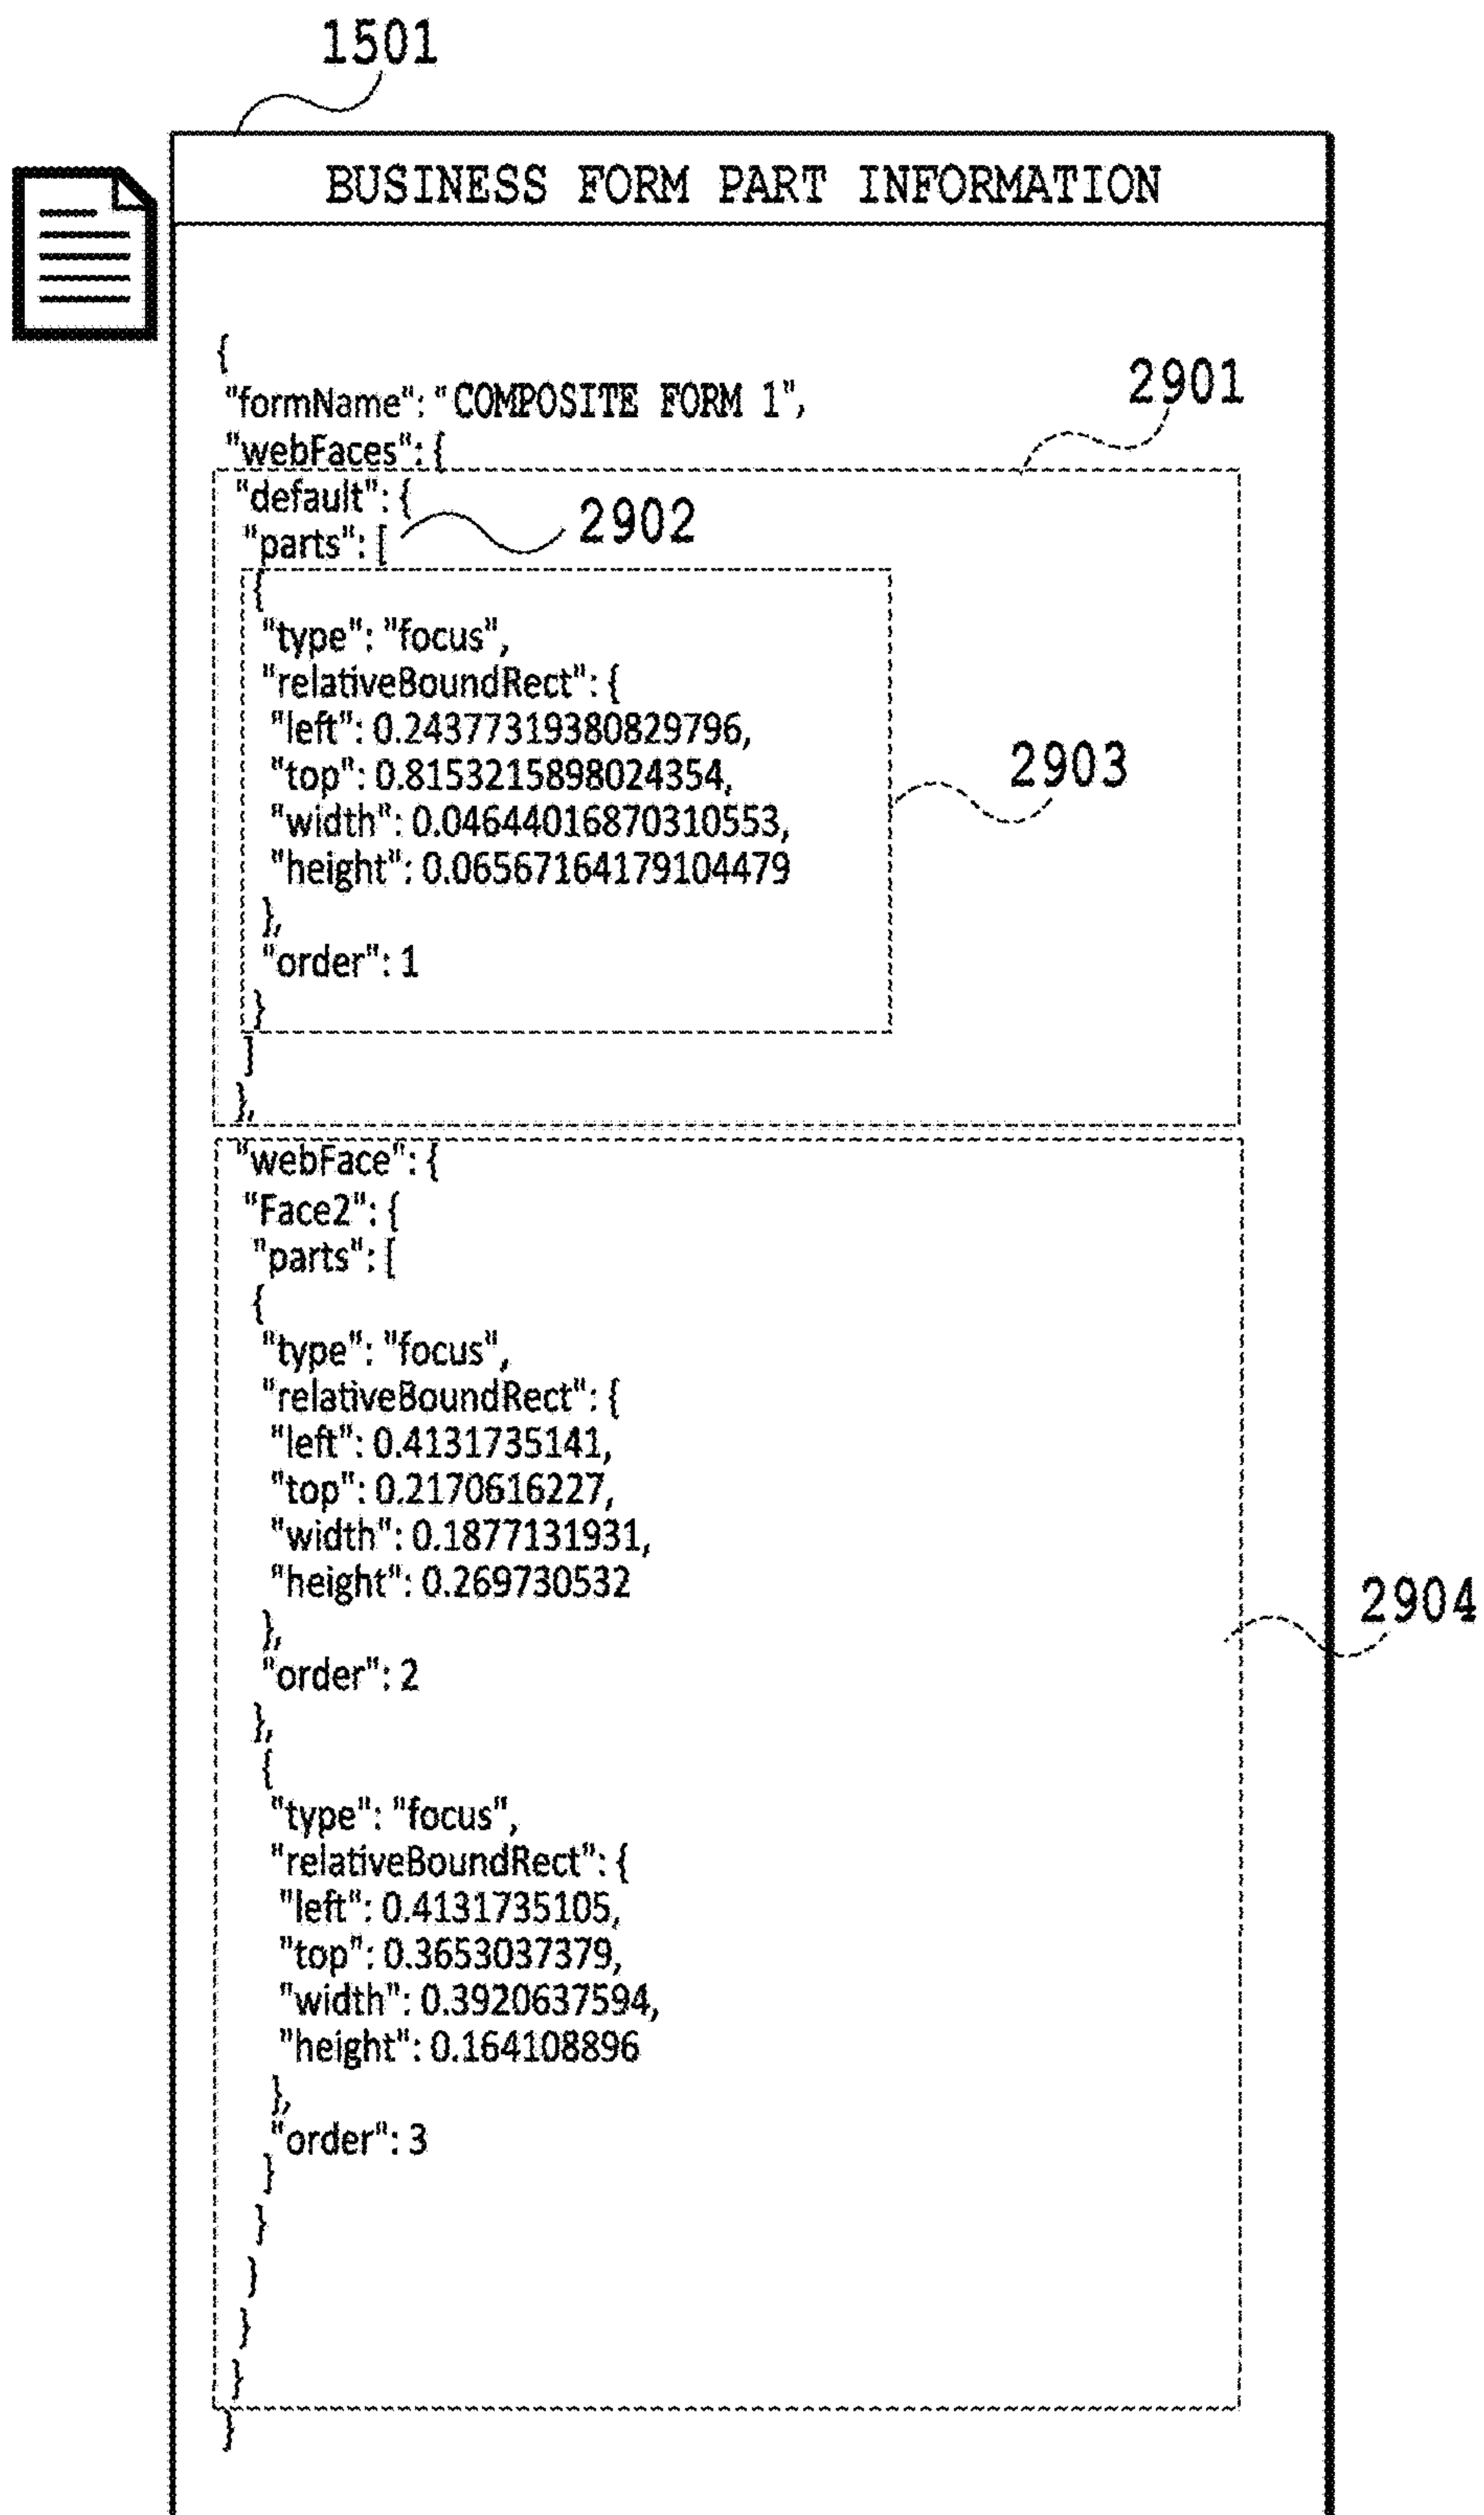 1501
BUSINESS FORM PART INFORMATION
{
"formName": "COMPOSITE FORM 1",
2901
"webFaces": {
"default": {
"parts": [
2902
{
"type": "focus",
"relativeBoundRect": {
"left": 0.24377319380829796,
"top": 0.8153215898024354,
2903
"width": 0.04644016870310553,
"height": 0.06567164179104479
},
"order": 1
}
]
},
"webFace": {
"Face2": {
"parts": [
{
"type": "focus",
"relativeBoundRect": {
"left": 0.4131735141,
"top": 0.2170616227,
"width": 0.1877131931,
"height": 0.269730532
2904
},
"order": 2
},
{
"type": "focus",
"relativeBoundRect": {
"left": 0.4131735105,
"top": 0.3653037379,
"width": 0.3920637594,
"height": 0.164108896
},
"order": 3
}
}
]
}
}
}